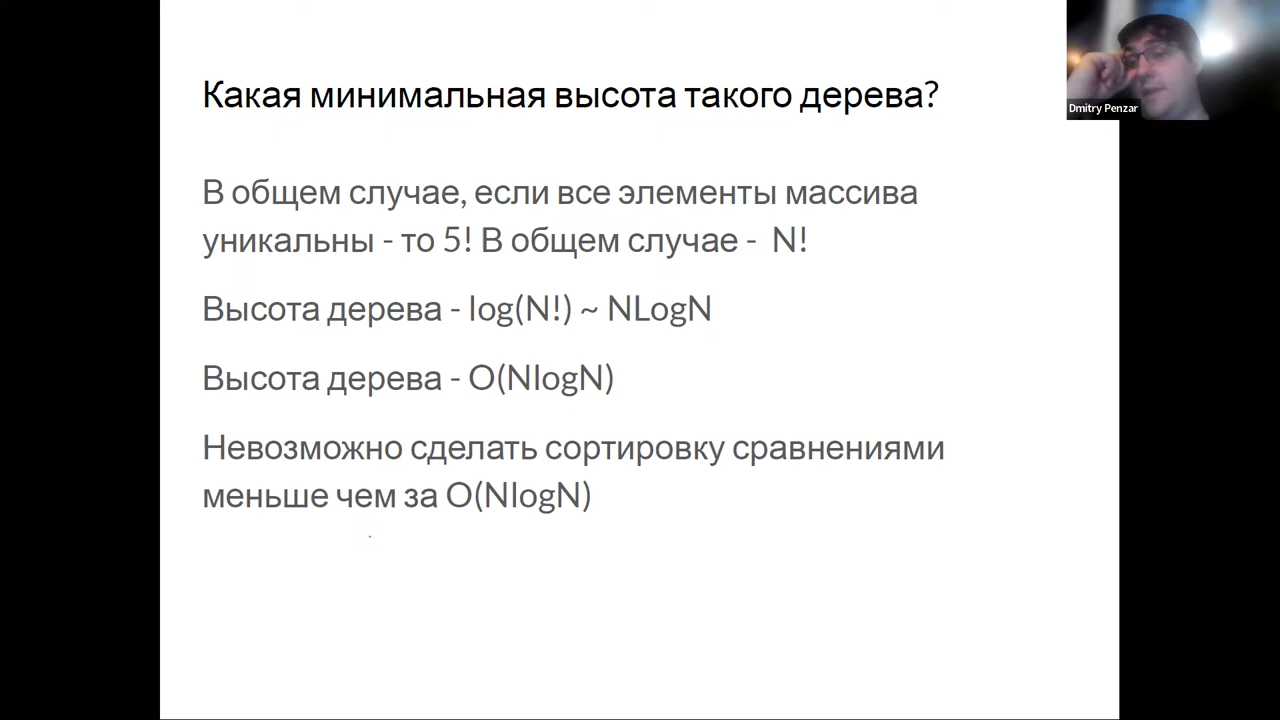 Какая минимальная высота такого дерева?
Dmitry Penzar
В общем случае, если все элементы массива
уникальны - то 5! В общем случае - N!
Высота дерева - log(N!) ~ NLogN
Высота дерева - O(NlogN)
Невозможно сделать сортировку сравнениями
меньше чем за O(NlogN)